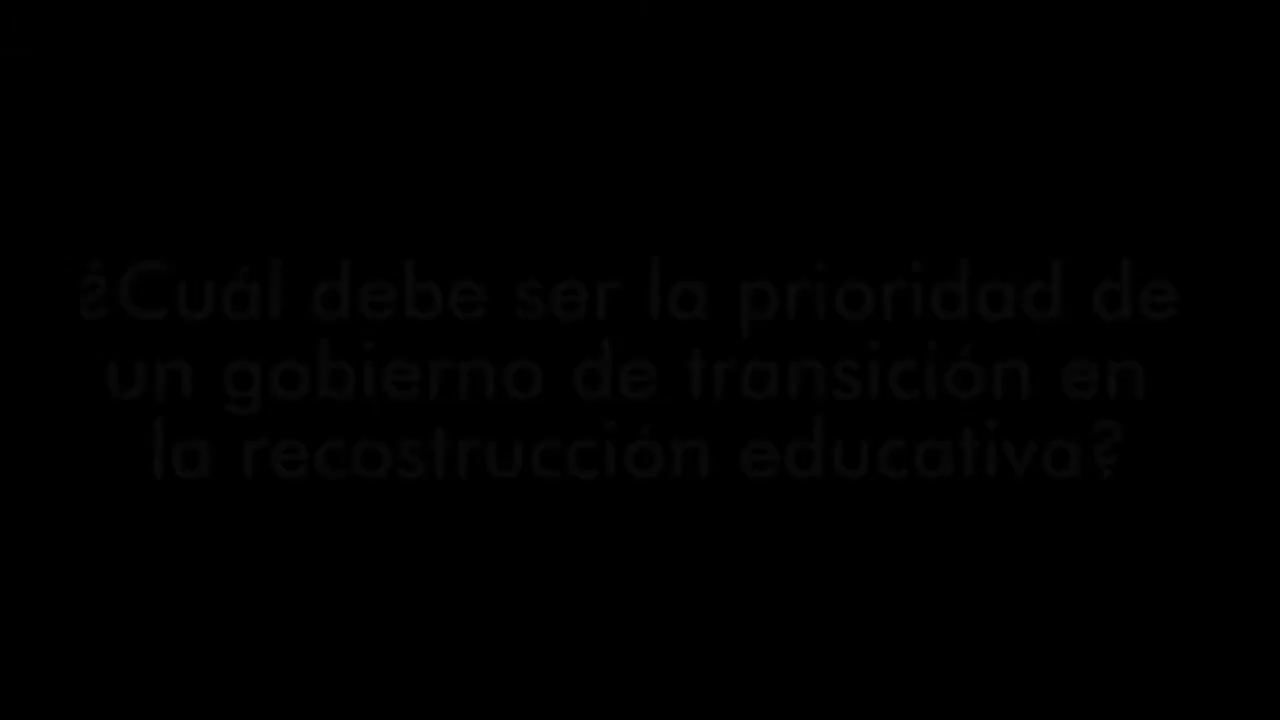 ¿Cuál debe ser la prioridad de
un gobierno de transición en
la recostrucción educativa?